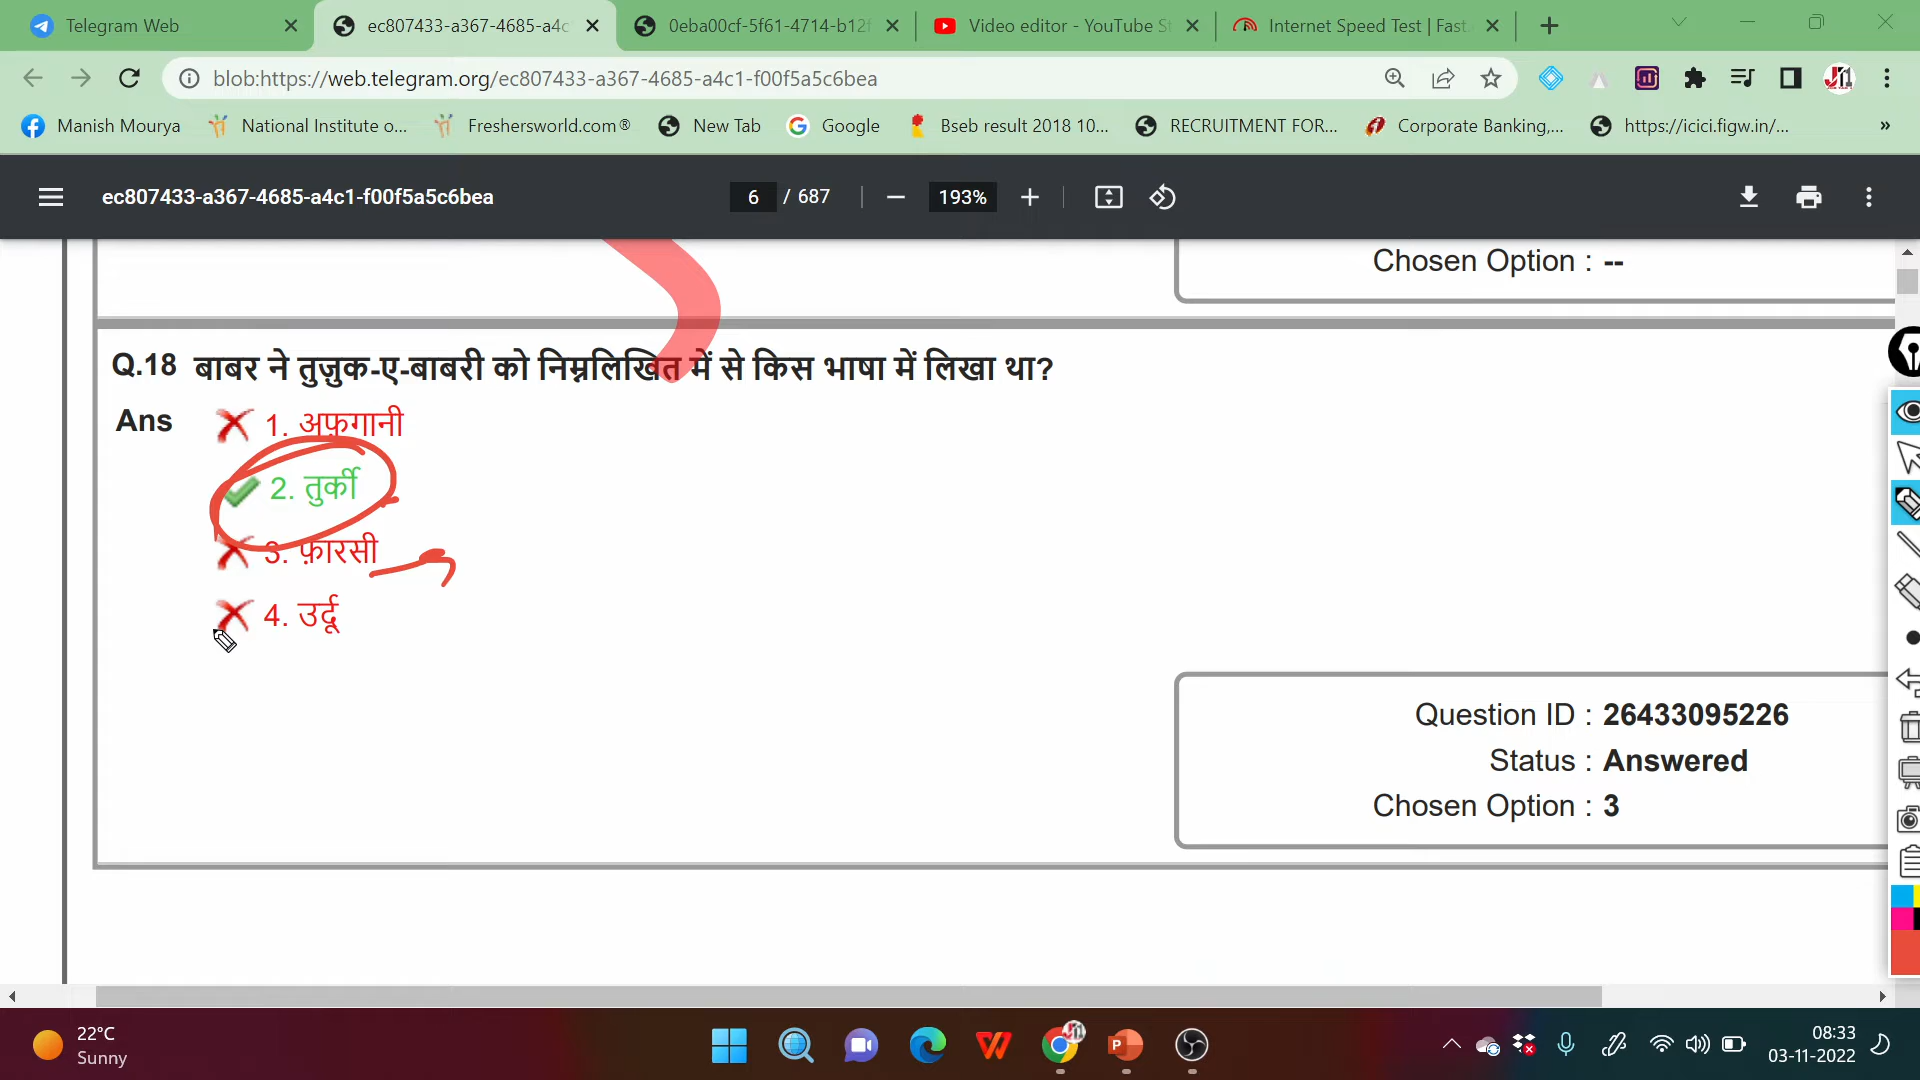 Telegram Web
ec807433-a367-4685-a4c
0eba00cf-5f61-4714-b12f
Video editor - YouTube St
Internet Speed Test | Fast.
blob:https://web.telegram.org/ec807433-a367-4685-a4c1-f00f5a5c6bea
Manish Mourya
National Institute o...
Freshersworld.com®
New Tab
Google
Bseb result 2018 10...
RECRUITMENT FOR...
Corporate Banking,...
https://icici.figw.in/...
»
ec807433-a367-4685-a4c1-f00f5a5c6bea
6 / 687
193%
Chosen Option : --
Q.18 बाबर ने तुज़ुक-ए-बाबरी को निम्नलिखित में से किस भाषा में लिखा था?
Ans
1. अफ़गानी
2. तुर्की
3. फ़ारसी
4. उर्दू
Question ID : 26433095226
Status : Answered
Chosen Option : 3
22°C
Sunny
08:33
03-11-2022